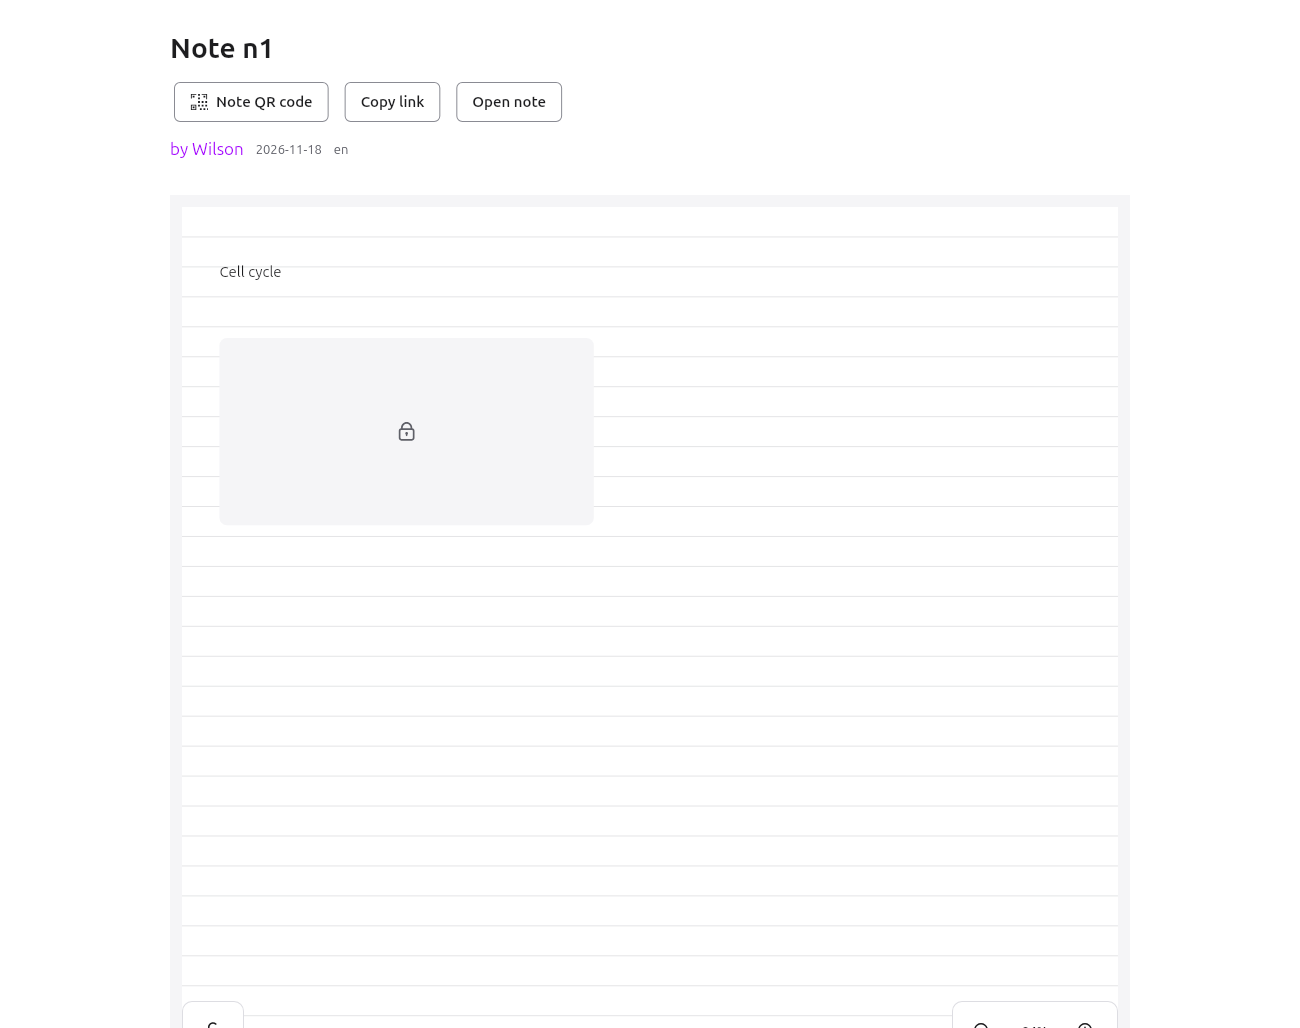 Note n1
Note QR code
Copy link
Open note
by Wilson 2026-11-18 en
Cell cycle